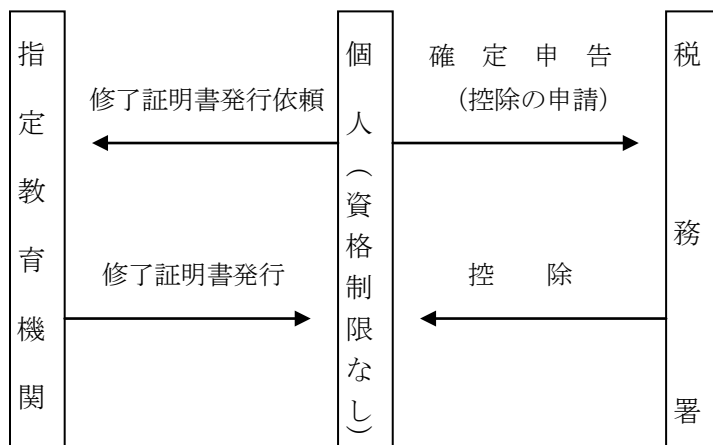 指定教育機関
修了証明書発行依頼
修了証明書発行
個人（資格制限なし）
確定申告
（控除の申請）
控除
税務署